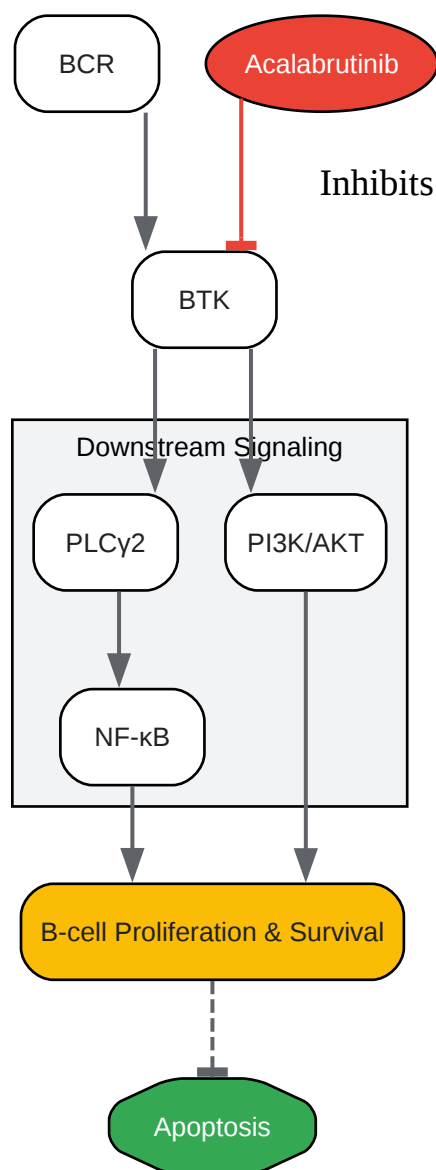 BCR
Acalabrutinib
Inhibits
BTK
Downstream Signaling
PLCγ2
PI3K/AKT
NF-κB
B-cell Proliferation & Survival
Apoptosis